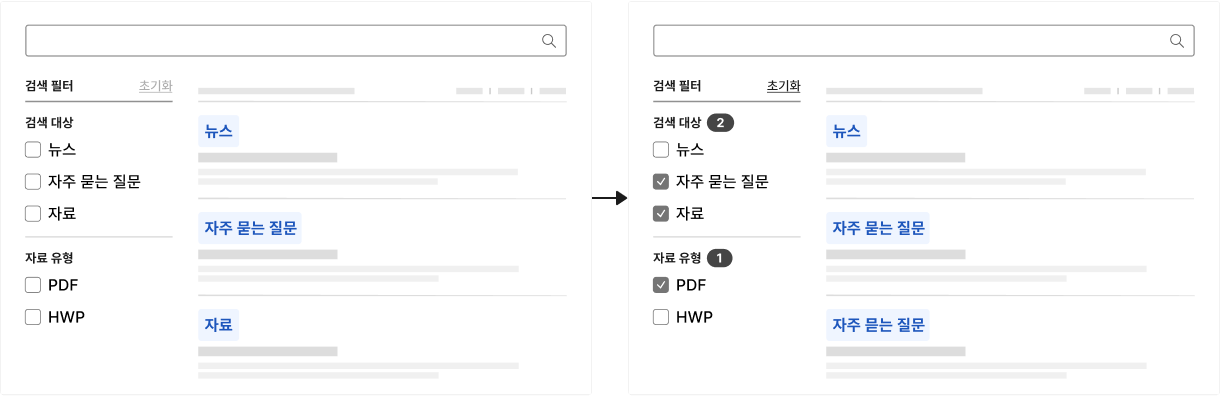 검색 필터 초기화
검색 대상
뉴스
자주 묻는 질문
자료
자료 유형
PDF
HWP
뉴스
자주 묻는 질문
자료
검색 필터 초기화
검색 대상 2
뉴스
자주 묻는 질문
자료
자료 유형 1
PDF
HWP
뉴스
자주 묻는 질문
자주 묻는 질문